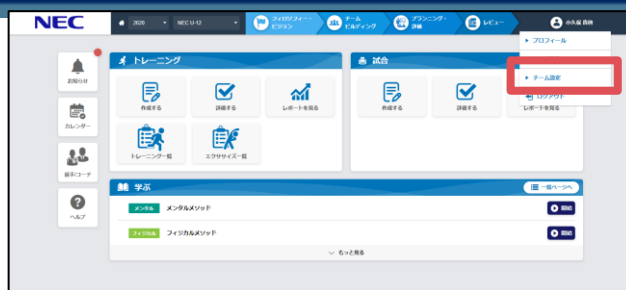 NEC
2020
NEC U-12
フィロソフィー・
ビジョン
チーム
ビルディング
プランニング・
評価
レビュー
プロフィール
チーム設定
ログアウト
お知らせ
カレンダー
選手/コーチ
ヘルプ
トレーニング
作成する
評価する
レポートを見る
トレーニング一覧
エクササイズ一覧
試合
作成する
評価する
レポートを見る
学ぶ
一覧ページへ
メンタル
メンタルメソッド
開始
フィジカル
フィジカルメソッド
開始
もっと見る